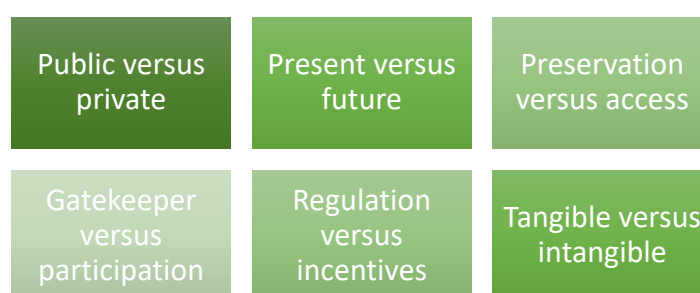 Public versus
private
Present versus
future
Preservation
versus access
Gatekeeper
versus
participation
Regulation
versus
incentives
Tangible versus
intangible